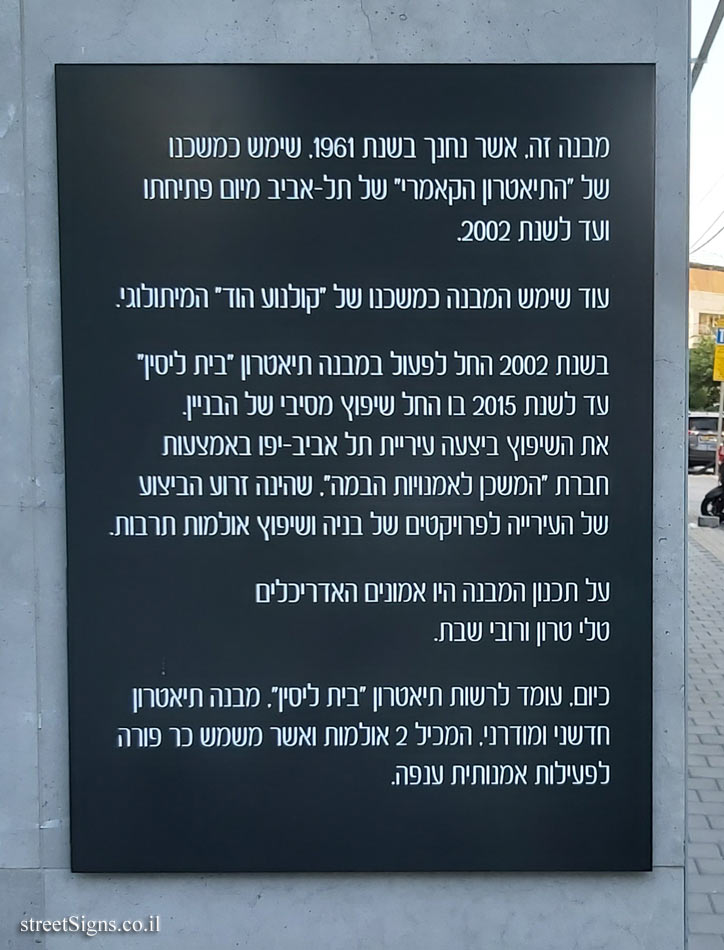 מבנה זה, אשר נחנך בשנת 1961, שימש כמשכנו
של "התיאטרון הקאמרי" של תל-אביב מיום פתיחתו
ועד לשנת 2002.
עוד שימש המבנה כמשכנו של "קולנוע הוד" המיתולוגי.
בשנת 2002 החל לפעול במבנה תיאטרון "בית ליסין"
עד לשנת 2015 בו החל שיפוץ מסיבי של הבניין.
את השיפוץ ביצעה עיריית תל אביב-יפו באמצעות
חברת "המשכן לאמנויות הבמה", שהינה זרוע הביצוע
של העירייה לפרויקטים של בניה ושיפוץ אולמות תרבות.
על תכנון המבנה היו אמונים האדריכלים
טלי טרון ורובי שבת.
כיום, עומד לרשות תיאטרון "בית ליסין", מבנה תיאטרון
חדשני ומודרני, המכיל 2 אולמות ואשר משמש כר פורה
לפעילות אמנותית ענפה.
streetSigns.co.il